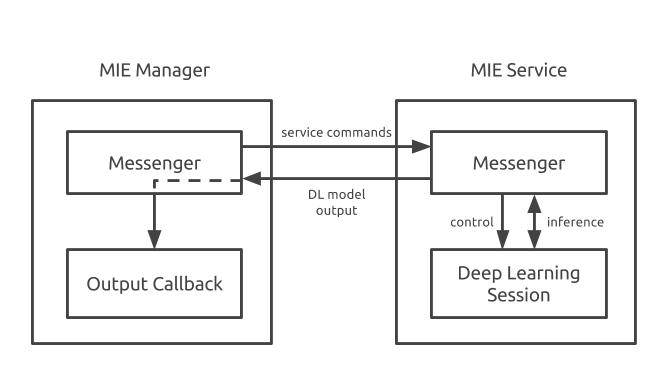 MIE Manager
MIE Service
Messenger
service commands
Messenger
DL model
output
control
inference
Output Callback
Deep Learning
Session